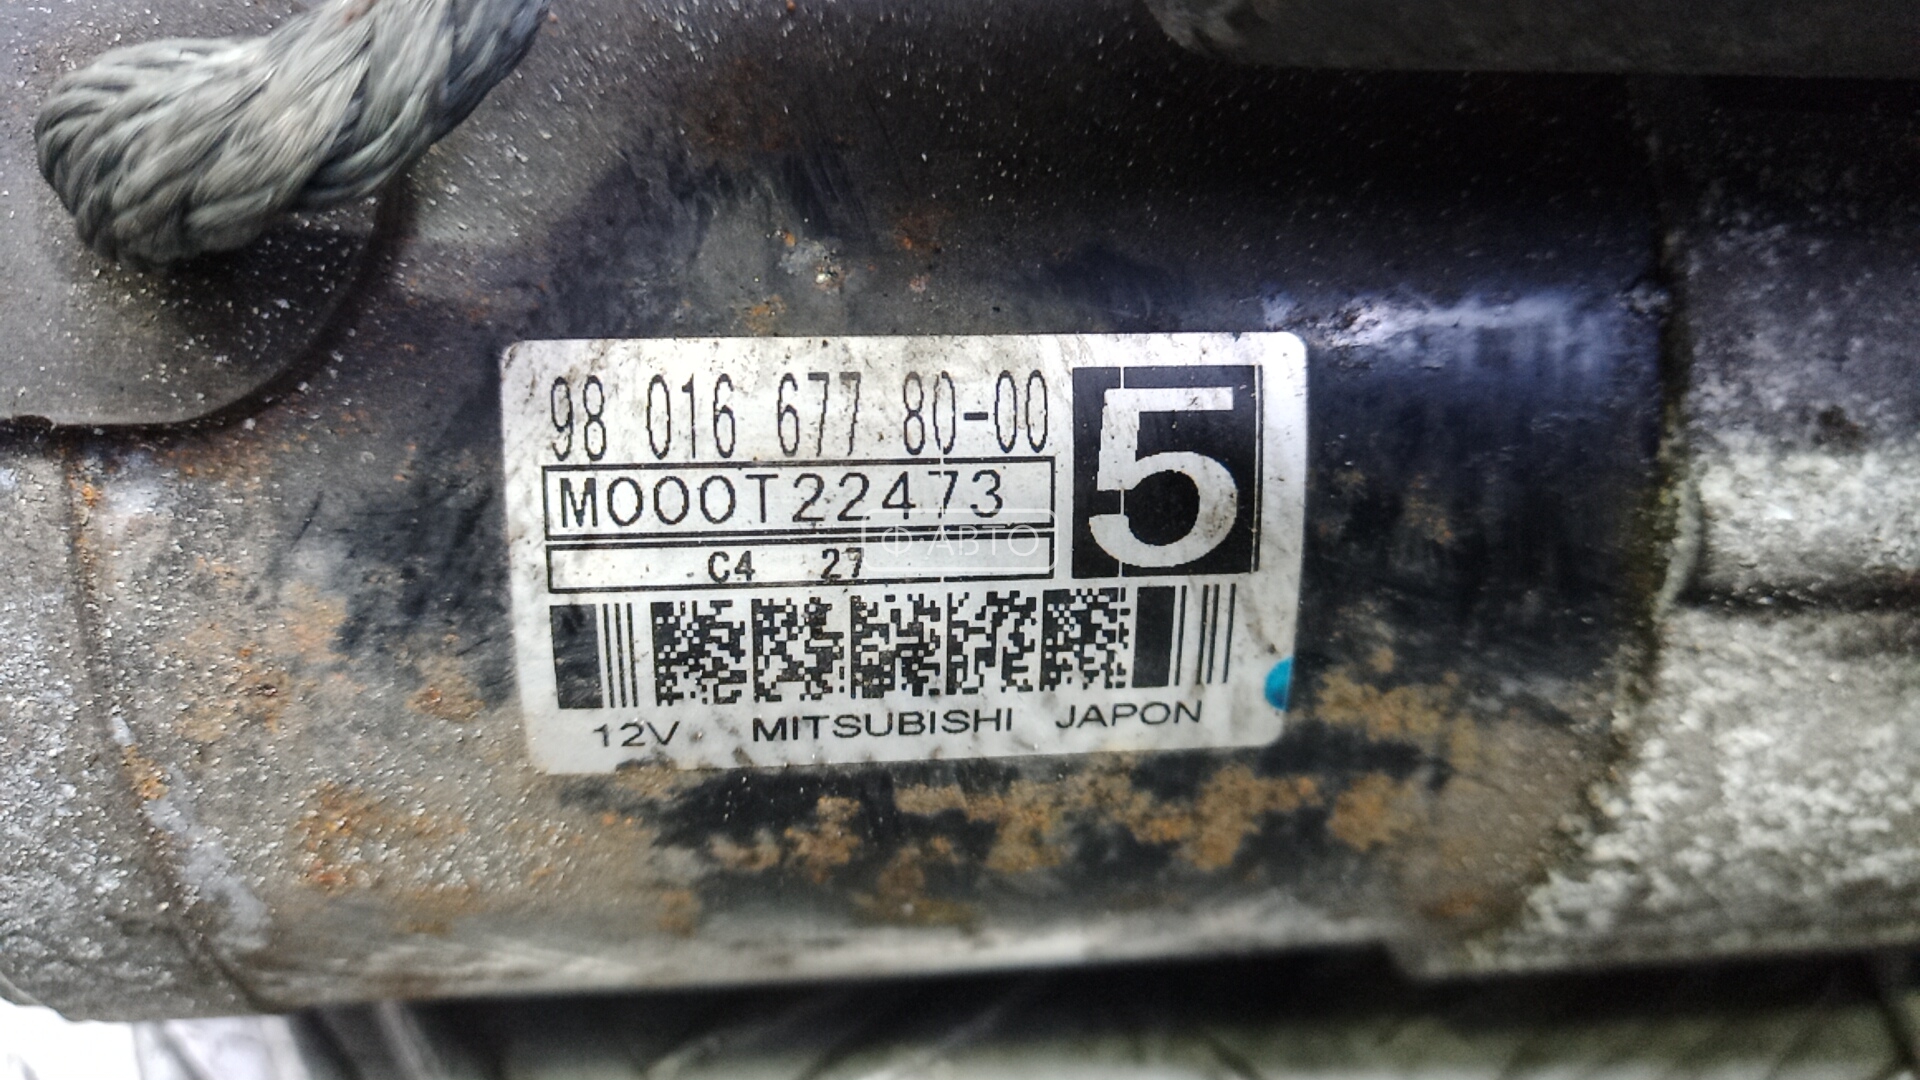 98 016 677 80-00
5
M000T22473
C4 27
Ф АВТО
12V MITSUBISHI JAPON